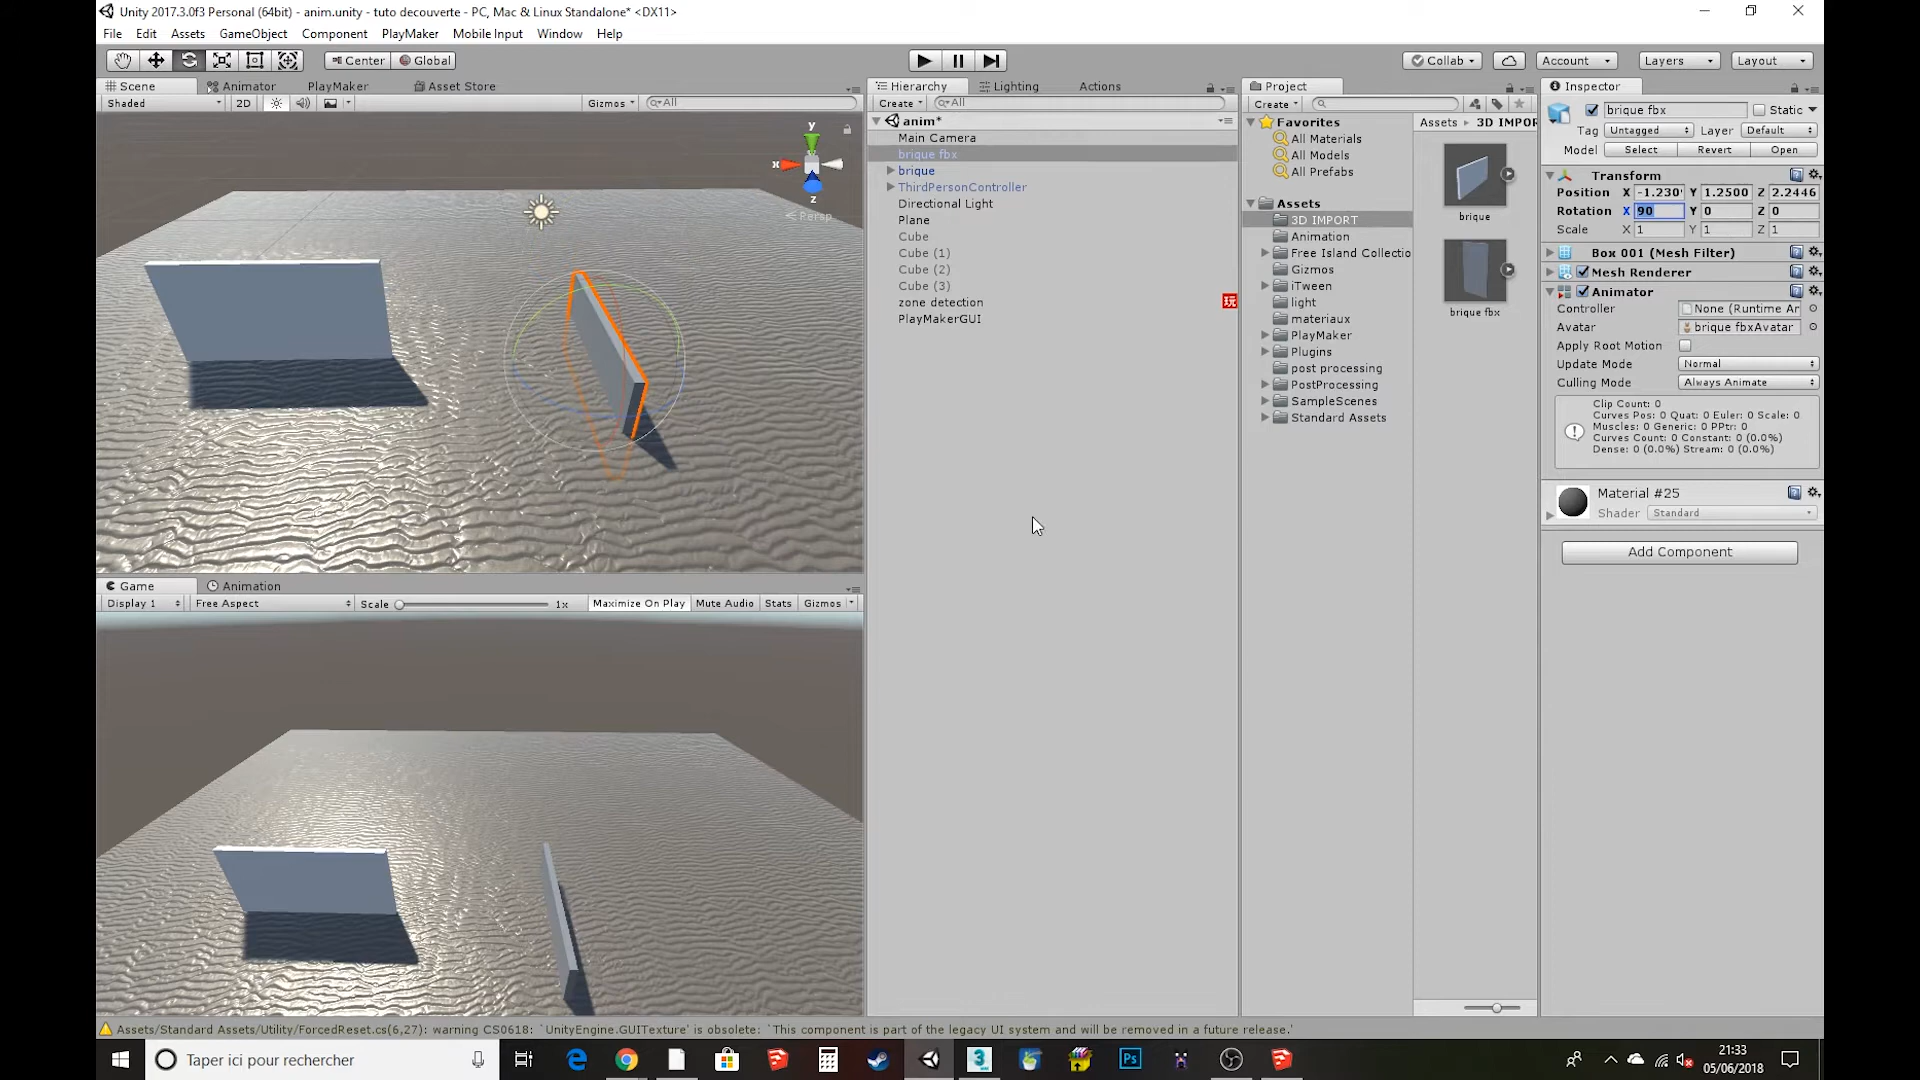 Unity 2017.3.0f3 Personal (64bit) - anim.unity - tuto decouverte - PC, Mac & Linux Standalone* <DX11>
File Edit Assets GameObject Component PlayMaker Mobile Input Window Help
Center Global Collab Account Layers Layout
Scene Animator PlayMaker Asset Store
Shaded 2D Gizmos All
y
x
z
Persp
Game Animation
Display 1 Free Aspect Scale 1x Maximize On Play Mute Audio Stats Gizmos
Hierarchy Lighting Actions
Create All
anim*
Main Camera
brique fbx
brique
ThirdPersonController
Directional Light
Plane
Cube
Cube (1)
Cube (2)
Cube (3)
zone detection 玩
PlayMakerGUI
Project
Create
Favorites
All Materials
All Models
All Prefabs
Assets
3D IMPORT
Animation
Free Island Collectio
Gizmos
iTween
light
materiaux
PlayMaker
Plugins
post processing
PostProcessing
SampleScenes
Standard Assets
Assets 3D IMPOR
brique
brique fbx
Inspector
brique fbx Static
Tag Untagged Layer Default
Model Select Revert Open
Transform
Position X -1.230 Y 1.2500 Z 2.2446
Rotation X 90 Y 0 Z 0
Scale X 1 Y 1 Z 1
Box 001 (Mesh Filter)
Mesh Renderer
Animator
Controller None (Runtime Ar
Avatar brique fbxAvatar
Apply Root Motion
Update Mode Normal
Culling Mode Always Animate
Clip Count: 0
Curves Pos: 0 Quat: 0 Euler: 0 Scale: 0
Muscles: 0 Generic: 0 PPtr: 0
Curves Count: 0 Constant: 0 (0.0%)
Dense: 0 (0.0%) Stream: 0 (0.0%)
Material #25
Shader Standard
Add Component
Assets/Standard Assets/Utility/ForcedReset.cs(6,27): warning CS0618: `UnityEngine.GUITexture' is obsolete: `This component is part of the legacy UI system and will be removed in a future release.'
Taper ici pour rechercher
3
Ps
21:33
05/06/2018